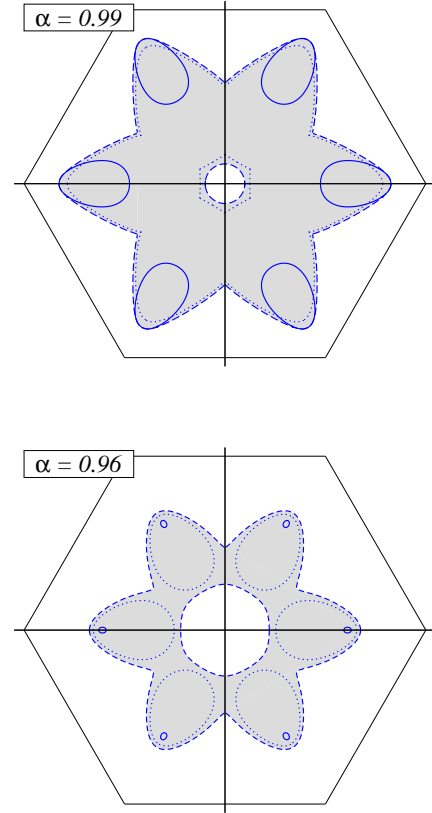 α = 0.99
α = 0.96